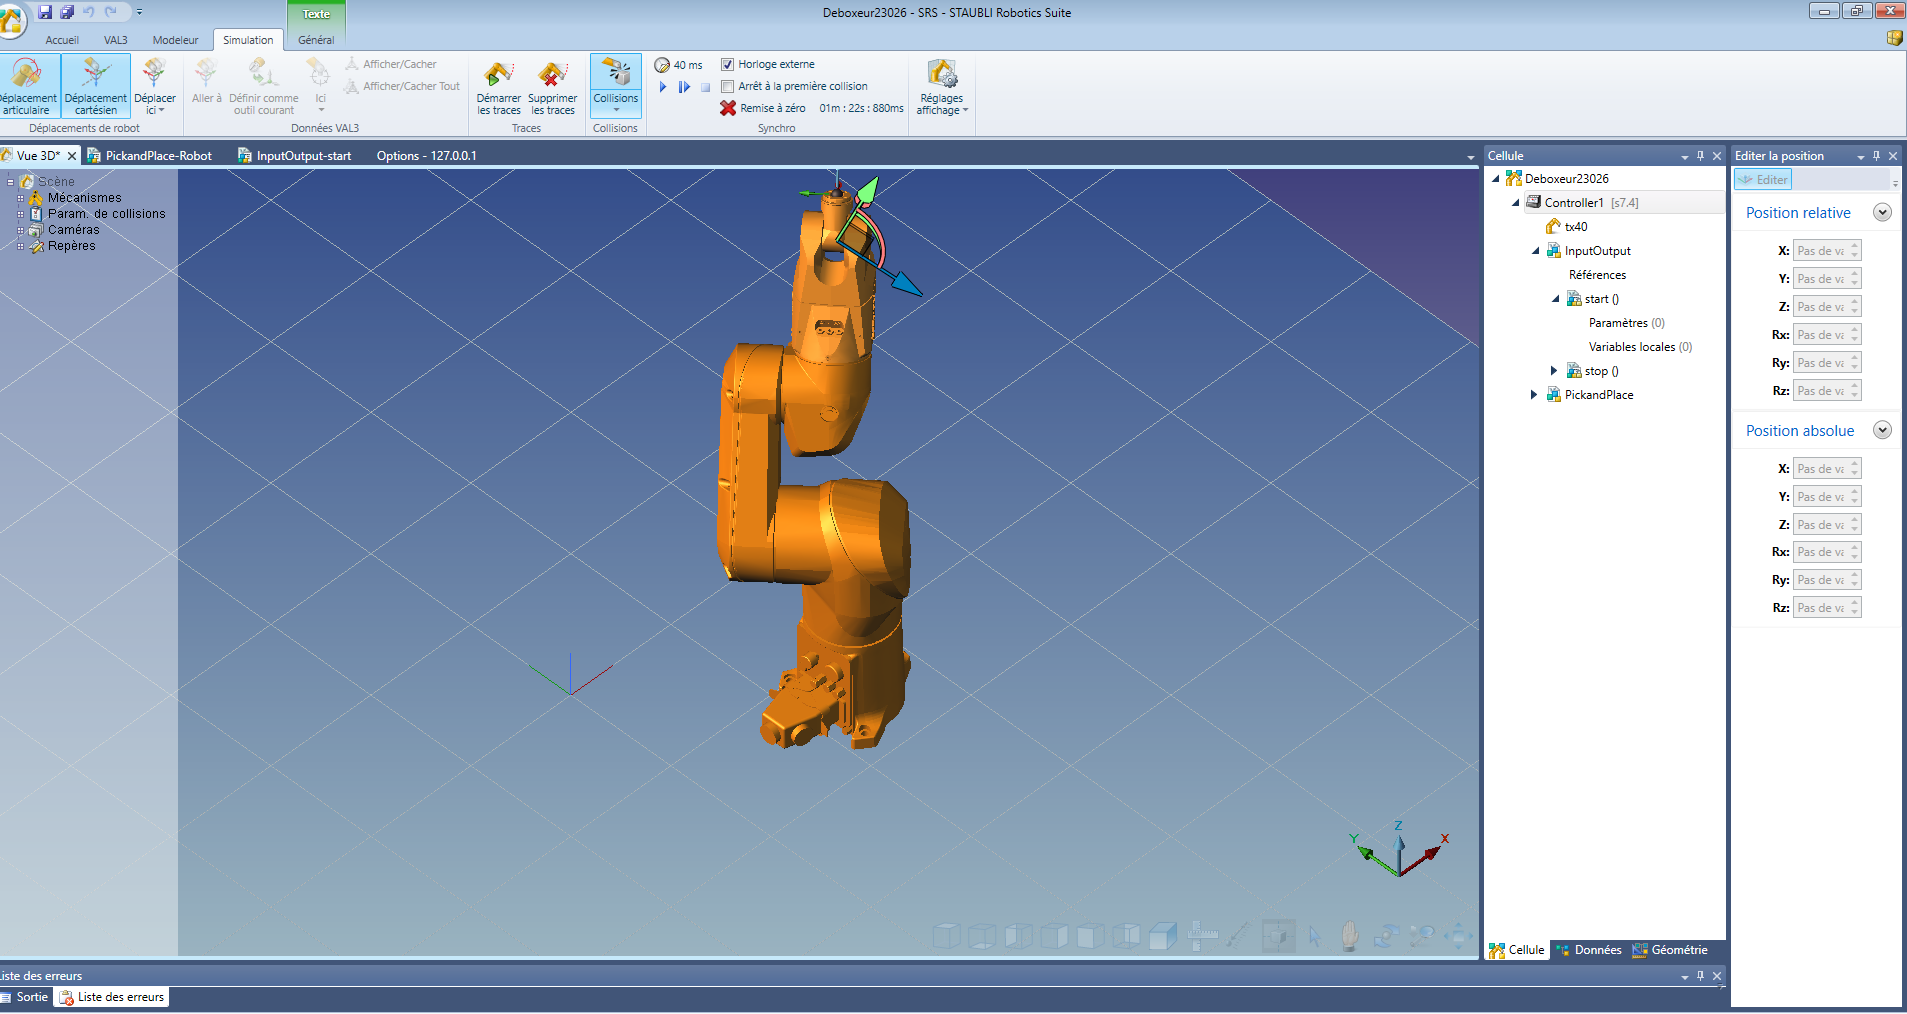 Deboxeur23026 - SRS - STAUBLI Robotics Suite
Texte
Accueil VAL3 Modeleur Simulation Général
Déplacement articulaire
Déplacement cartésien
Déplacer ici
Déplacements de robot
Aller à
Définir comme outil courant
Ici
Afficher/Cacher
Afficher/Cacher Tout
Données VAL3
Démarrer les traces
Supprimer les traces
Traces
Collisions
Collisions
40 ms
Horloge externe
Arrêt à la première collision
Remise à zéro 01m : 22s : 880ms
Synchro
Réglages affichage
Vue 3D* PickandPlace-Robot InputOutput-start Options - 127.0.0.1
Scène
Mécanismes
Param. de collisions
Caméras
Repères
Z
Y
X
Cellule
Deboxeur23026
Controller1 [s7.4]
tx40
InputOutput
Références
start ()
Paramètres (0)
Variables locales (0)
stop ()
PickandPlace
Cellule Données Géométrie
Editer la position
Editer
Position relative
X: Pas de va
Y: Pas de va
Z: Pas de va
Rx: Pas de va
Ry: Pas de va
Rz: Pas de va
Position absolue
X: Pas de va
Y: Pas de va
Z: Pas de va
Rx: Pas de va
Ry: Pas de va
Rz: Pas de va
iste des erreurs
Sortie Liste des erreurs